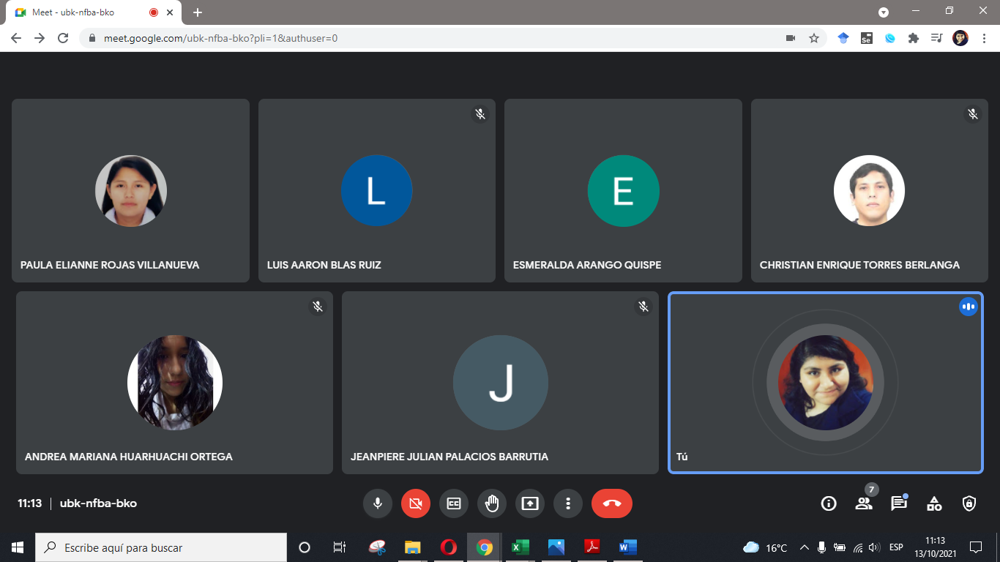 Meet - ubk-nfba-bko
meet.google.com/ubk-nfba-bko?pli=1&authuser=0
Se
L
E
PAULA ELIANNE ROJAS VILLANUEVA
LUIS AARON BLAS RUIZ
ESMERALDA ARANGO QUISPE
CHRISTIAN ENRIQUE TORRES BERLANGA
J
ANDREA MARIANA HUARHUACHI ORTEGA
JEANPIERE JULIAN PALACIOS BARRUTIA
Tú
11:13 | ubk-nfba-bko
7
Escribe aquí para buscar
16°C
ESP
11:13
13/10/2021